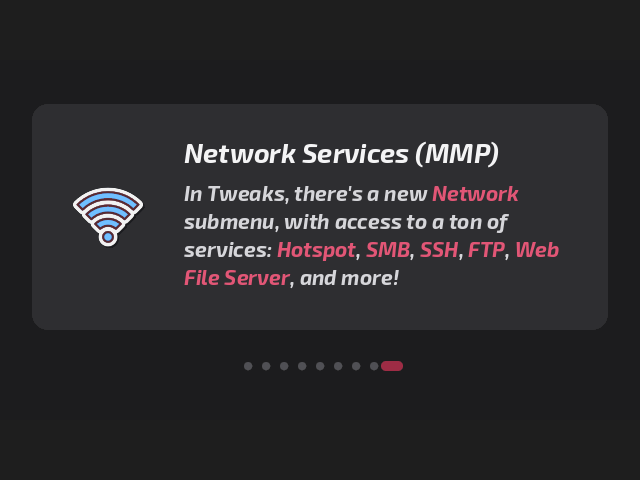 Network Services (MMP)
In Tweaks, there's a new Network
submenu, with access to a ton of
services: Hotspot, SMB, SSH, FTP, Web
File Server, and more!